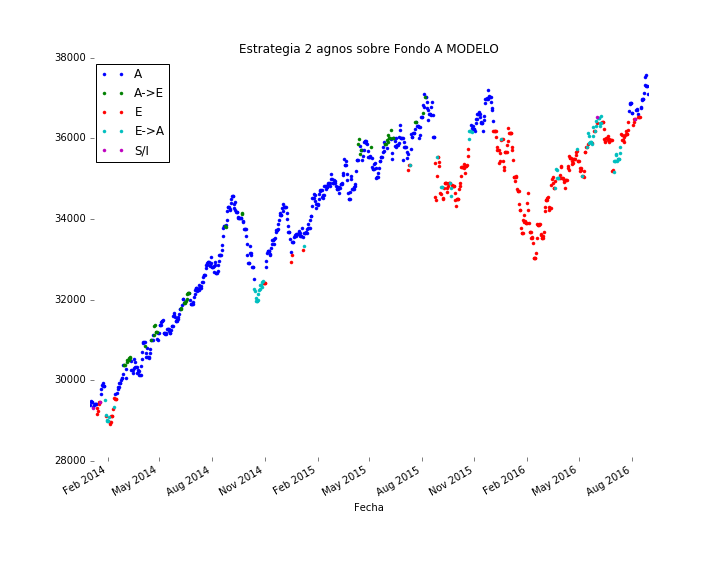 Estrategia 2 agnos sobre Fondo A MODELO
38000
36000
34000
32000
30000
28000
A
A->E
E
E->A
S/I
Feb 2014
May 2014
Aug 2014
Nov 2014
Feb 2015
May 2015
Aug 2015
Nov 2015
Feb 2016
May 2016
Aug 2016
Fecha